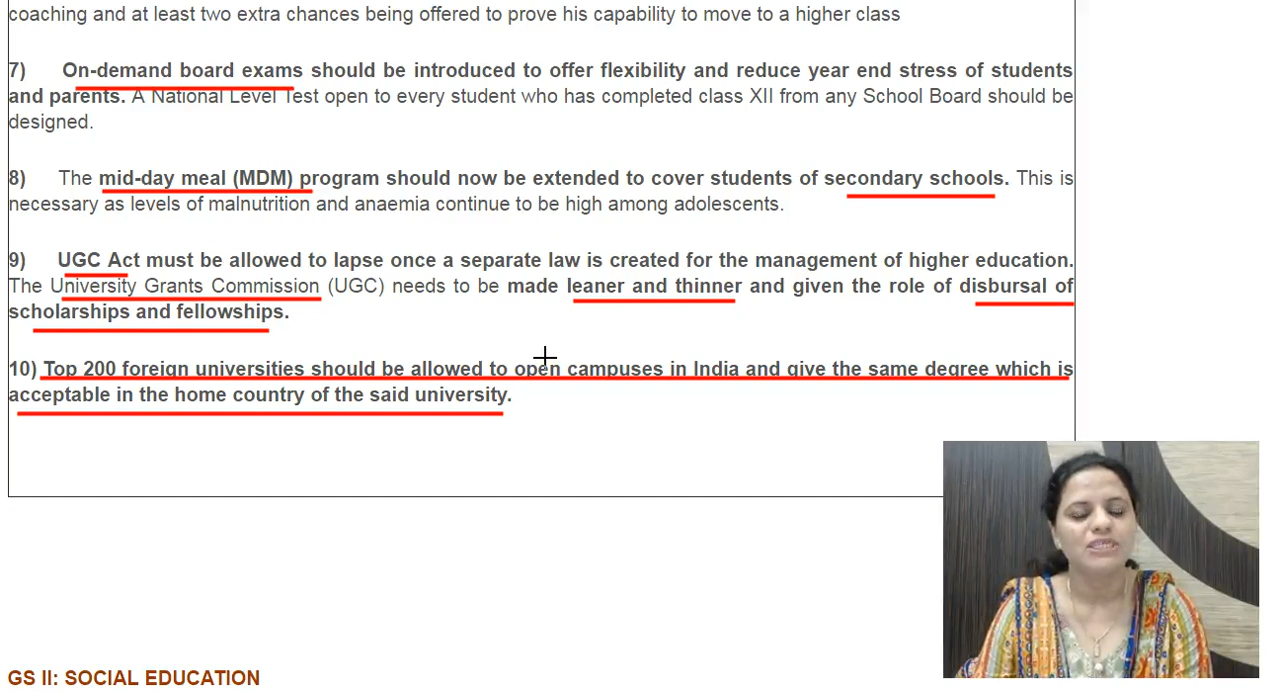 coaching and at least two extra chances being offered to prove his capability to move to a higher class
7) On-demand board exams should be introduced to offer flexibility and reduce year end stress of students
and parents. A National Level Test open to every student who has completed class XII from any School Board should be
designed.
8) The mid-day meal (MDM) program should now be extended to cover students of secondary schools. This is
necessary as levels of malnutrition and anaemia continue to be high among adolescents.
9) UGC Act must be allowed to lapse once a separate law is created for the management of higher education.
The University Grants Commission (UGC) needs to be made leaner and thinner and given the role of disbursal of
scholarships and fellowships.
10) Top 200 foreign universities should be allowed to open campuses in India and give the same degree which is
acceptable in the home country of the said university.
GS II: SOCIAL EDUCATION